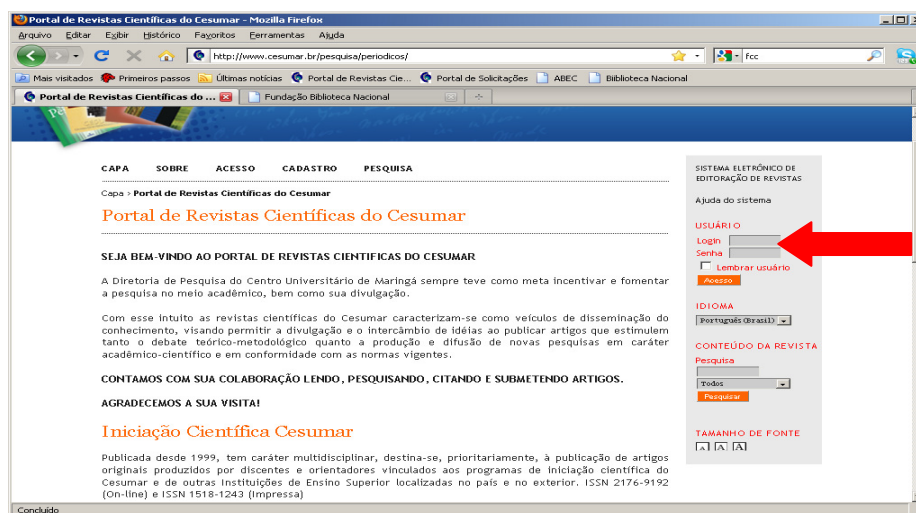 Portal de Revistas Científicas do Cesumar - Mozilla Firefox
Arquivo Editar Exibir Histórico Favoritos Ferramentas Ajuda
http://www.cesumar.br/pesquisa/periodicos/
fcc
Mais visitados Primeiros passos Últimas notícias Portal de Revistas Cie... Portal de Solicitações ABEC Bibliloteca Nacional
Portal de Revistas Científicas do ... Fundação Biblioteca Nacional
CAPA SOBRE ACESSO CADASTRO PESQUISA
Capa > Portal de Revistas Científicas do Cesumar
Portal de Revistas Científicas do Cesumar
SEJA BEM-VINDO AO PORTAL DE REVISTAS CIENTIFICAS DO CESUMAR
A Diretoria de Pesquisa do Centro Universitário de Maringá sempre teve como meta incentivar e fomentar
a pesquisa no meio acadêmico, bem como sua divulgação.
Com esse intuito as revistas científicas do Cesumar caracterizam-se como veículos de disseminação do
conhecimento, visando permitir a divulgação e o intercâmbio de idéias ao publicar artigos que estimulem
tanto o debate teórico-metodológico quanto a produção e difusão de novas pesquisas em caráter
acadêmico-científico e em conformidade com as normas vigentes.
CONTAMOS COM SUA COLABORAÇÃO LENDO, PESQUISANDO, CITANDO E SUBMETENDO ARTIGOS.
AGRADECEMOS A SUA VISITA!
Iniciação Científica Cesumar
Publicada desde 1999, tem caráter multidisciplinar, destina-se, prioritariamente, à publicação de artigos
originais produzidos por discentes e orientadores vinculados aos programas de iniciação científica do
Cesumar e de outras Instituições de Ensino Superior localizadas no país e no exterior. ISSN 2176-9192
(On-line) e ISSN 1518-1243 (Impressa)
SISTEMA ELETRÔNICO DE
EDITORAÇÃO DE REVISTAS
Ajuda do sistema
USUÁRIO
Login
Senha
Lembrar usuário
Acesso
IDIOMA
Português (Brasil)
CONTEÚDO DA REVISTA
Pesquisa
Todos
Pesquisar
TAMANHO DE FONTE
A A A
Concluído